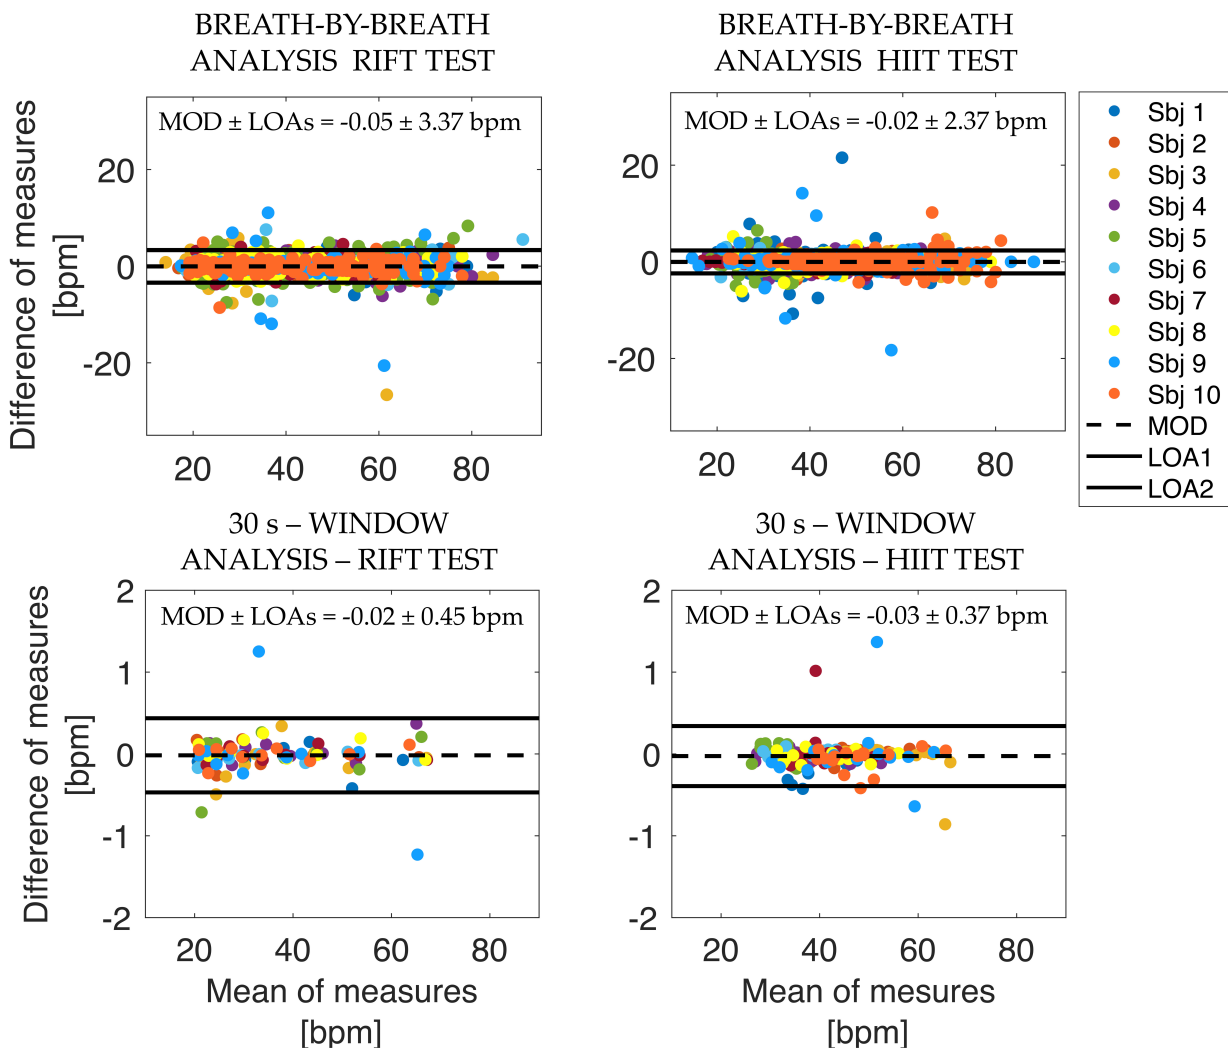 BREATH-BY-BREATH
ANALYSIS RIFT TEST
BREATH-BY-BREATH
ANALYSIS HIIT TEST
MOD ± LOAs = -0.05 ± 3.37 bpm
MOD ± LOAs = -0.02 ± 2.37 bpm
Difference of measures
[bpm]
20
0
-20
20
40
60
80
20
0
-20
20
40
60
80
Sbj 1
Sbj 2
Sbj 3
Sbj 4
Sbj 5
Sbj 6
Sbj 7
Sbj 8
Sbj 9
Sbj 10
MOD
LOA1
LOA2
30 s – WINDOW
ANALYSIS – RIFT TEST
30 s – WINDOW
ANALYSIS – HIIT TEST
MOD ± LOAs = -0.02 ± 0.45 bpm
MOD ± LOAs = -0.03 ± 0.37 bpm
Difference of measures
[bpm]
2
1
0
-1
-2
20
40
60
80
Mean of measures
[bpm]
2
1
0
-1
-2
20
40
60
80
Mean of mesures
[bpm]